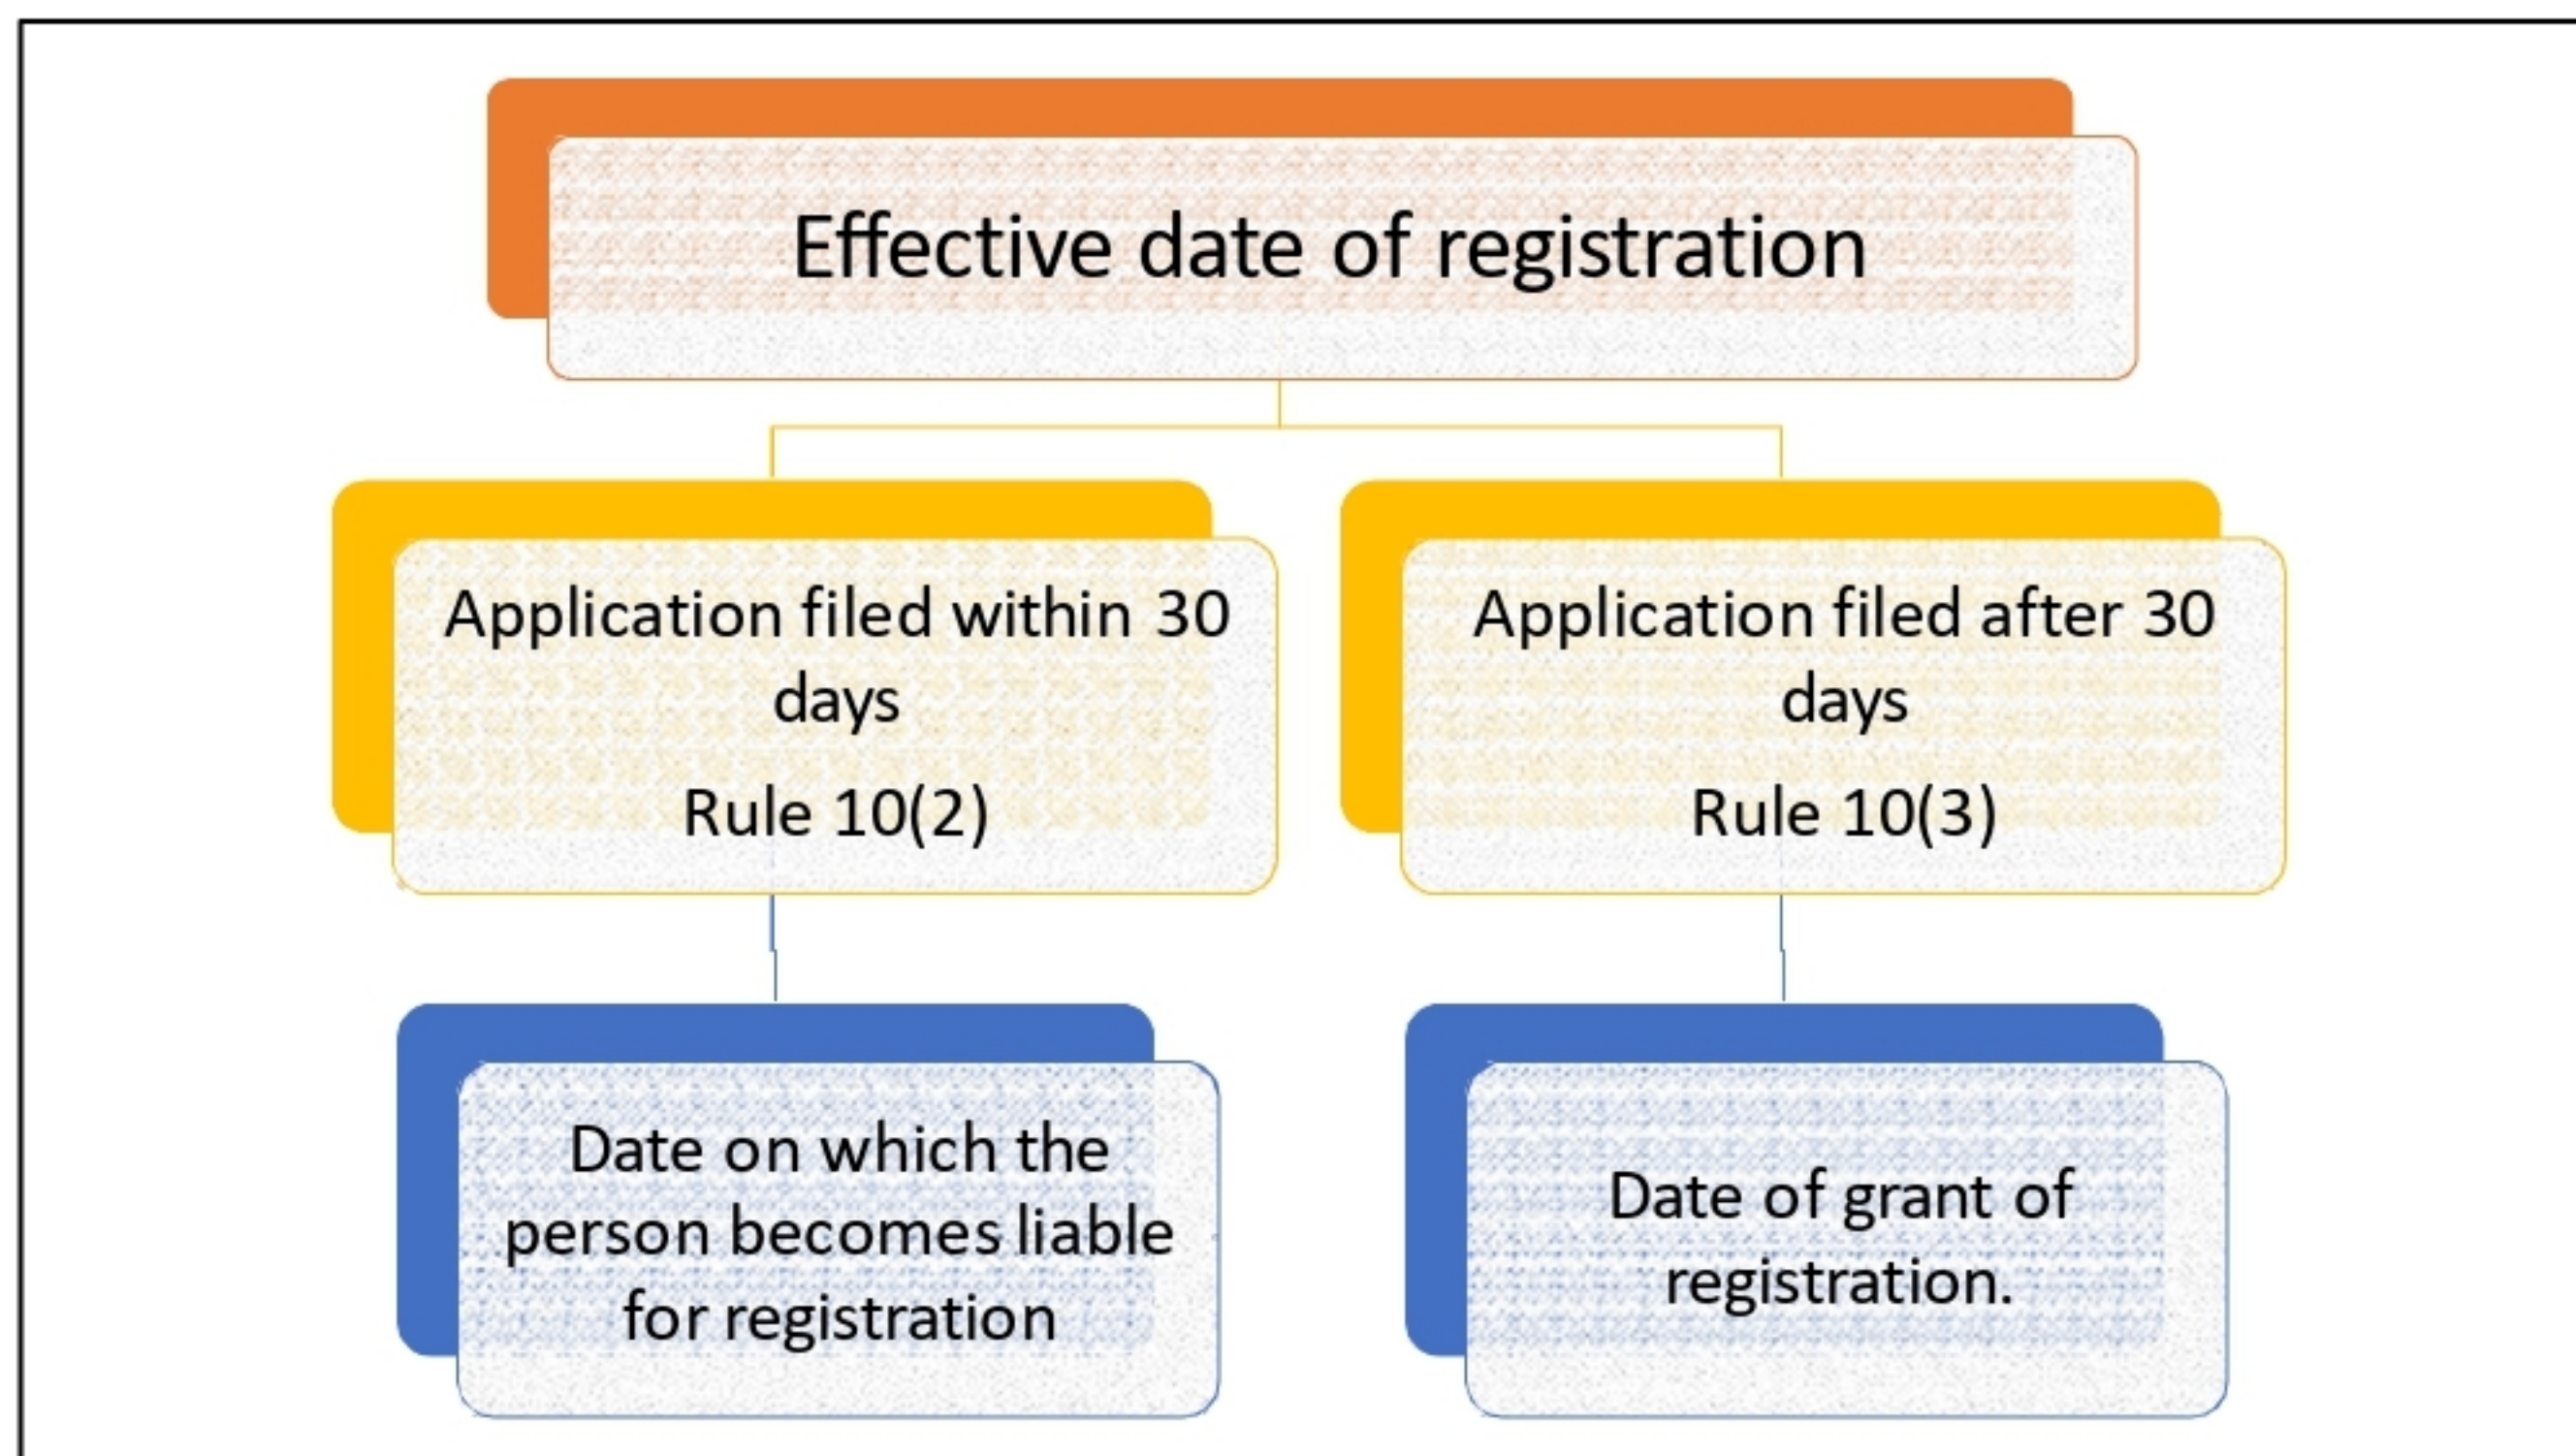 Effective date of registration
Application filed within 30
days
Rule 10(2)
Application filed after 30
days
Rule 10(3)
Date on which the
person becomes liable
for registration
Date of grant of
registration.